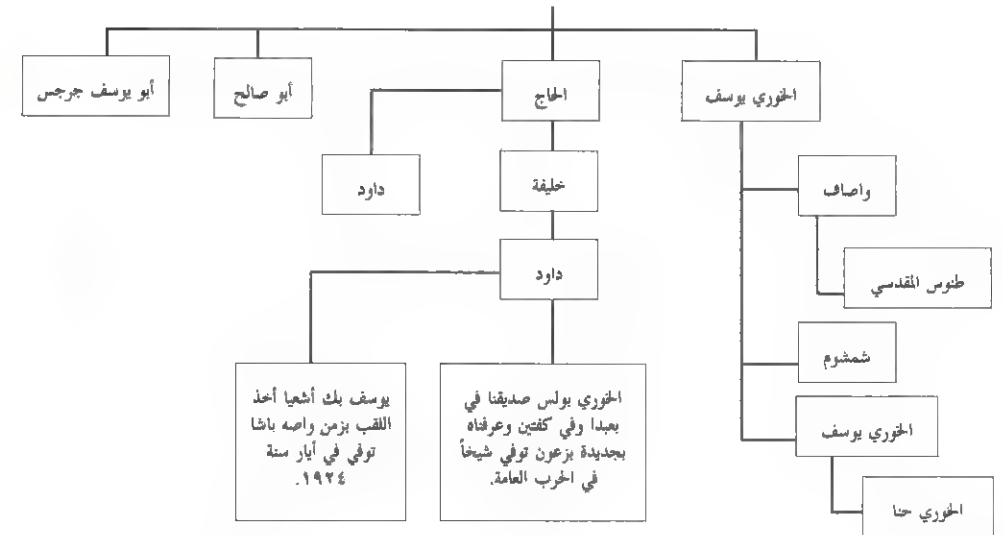 الخوري يوسف
الحاج
أبو صالح
أبو يوسف جرجس
واصاف
خليفة
داود
داود
طنوس المقدسي
شمشوم
الخوري بولس صديقنا في
بعبدا وفي كفتين وعرفناه
بجديدة بزعون توفي شيخاً
في الحرب العامة.
يوسف بك أشعيا أخذ
اللقب بزمن واصه باشا
توفي في أيار سنة
١٩٢٤.
الخوري يوسف
الخوري حنا